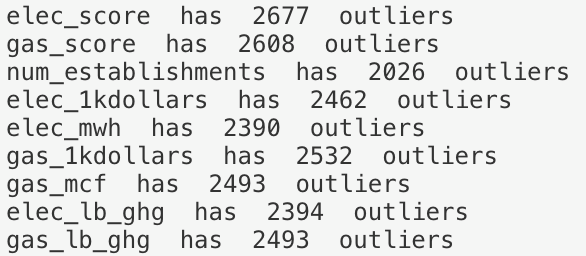 elec_score has 2677 outliers
gas_score has 2608 outliers
num_establishments has 2026 outliers
elec_1kdollars has 2462 outliers
elec_mwh has 2390 outliers
gas_1kdollars has 2532 outliers
gas_mcf has 2493 outliers
elec_lb_ghg has 2394 outliers
gas_lb_ghg has 2493 outliers